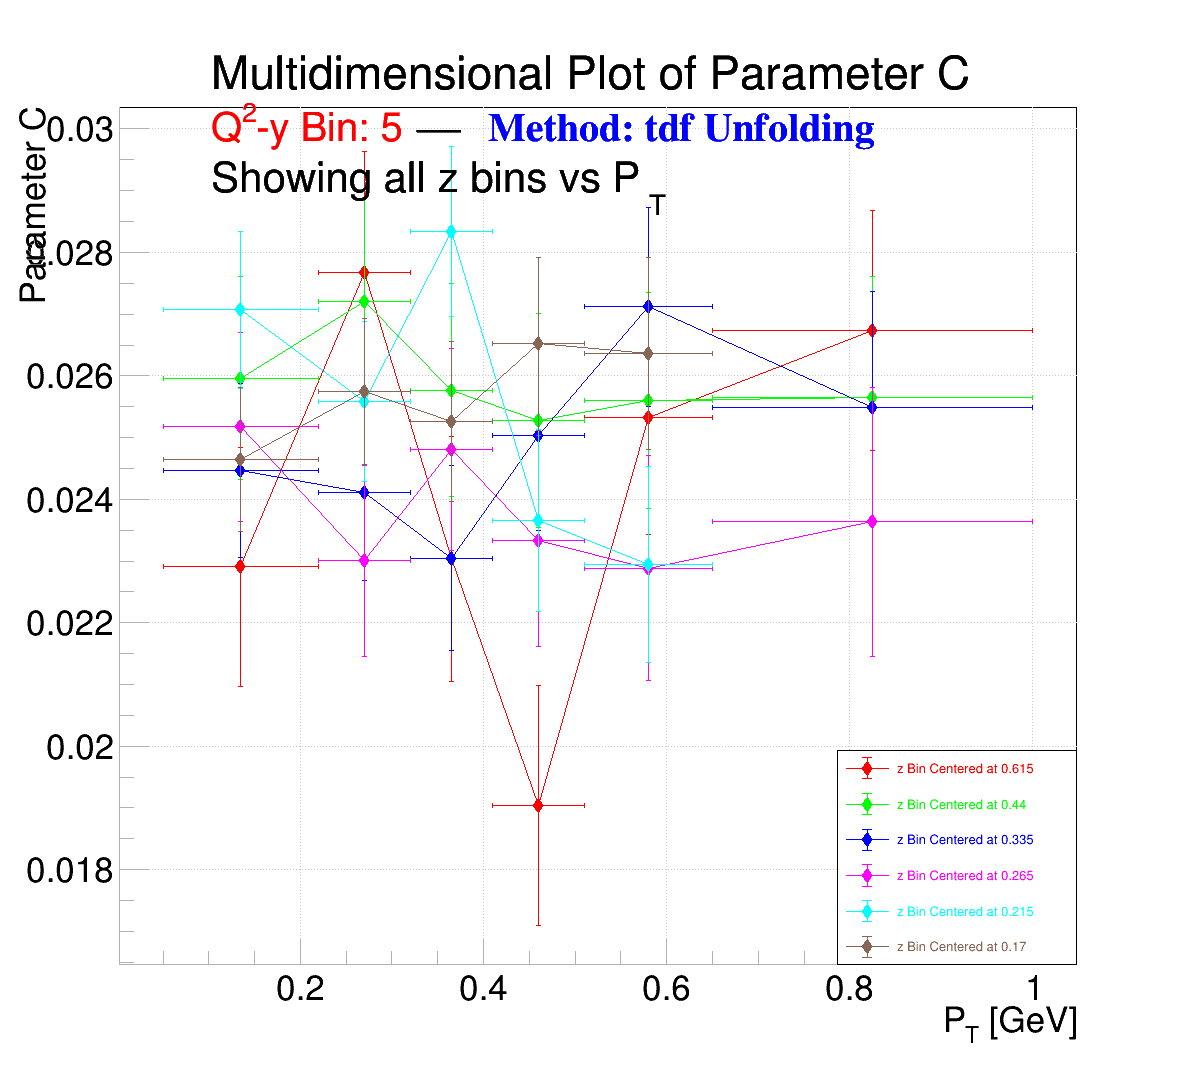 Multidimensional Plot of Parameter C
Q2-y Bin: 5 — Method: tdf Unfolding
Showing all z bins vs PT
Parameter C
0.03
0.028
0.026
0.024
0.022
0.02
0.018
z Bin Centered at 0.615
z Bin Centered at 0.44
z Bin Centered at 0.335
z Bin Centered at 0.265
z Bin Centered at 0.215
z Bin Centered at 0.17
0.2 0.4 0.6 0.8 1
PT [GeV]